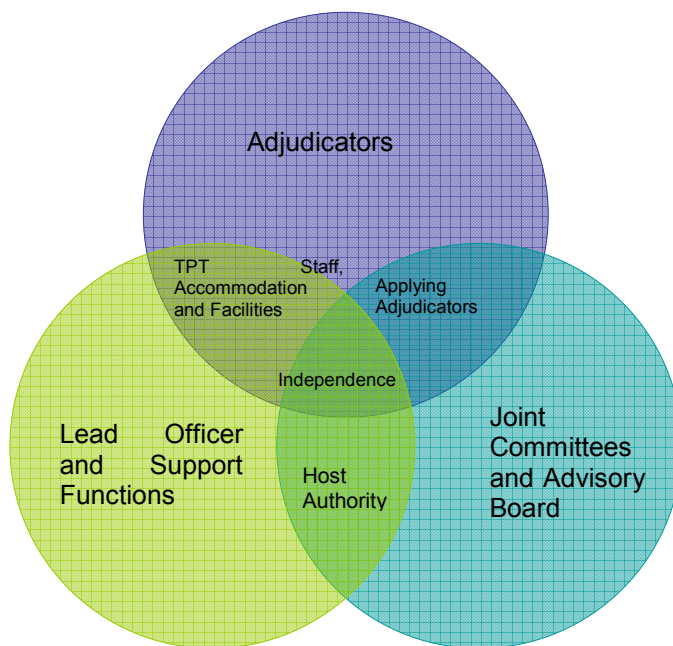 Adjudicators
TPT Staff,
Accommodation
and Facilities
Applying
Adjudicators
Independence
Lead Officer
and Support
Functions
Host
Authority
Joint
Committees
and Advisory
Board